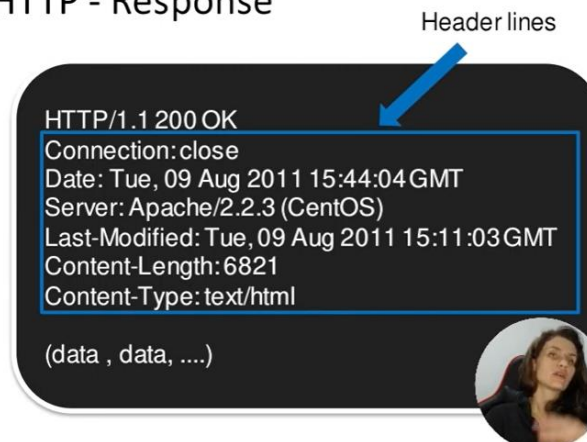 HTTP - Response
Header lines
HTTP/1.1 200 OK
Connection: close
Date: Tue, 09 Aug 2011 15:44:04 GMT
Server: Apache/2.2.3 (CentOS)
Last-Modified: Tue, 09 Aug 2011 15:11:03 GMT
Content-Length: 6821
Content-Type: text/html
(data , data, ....)